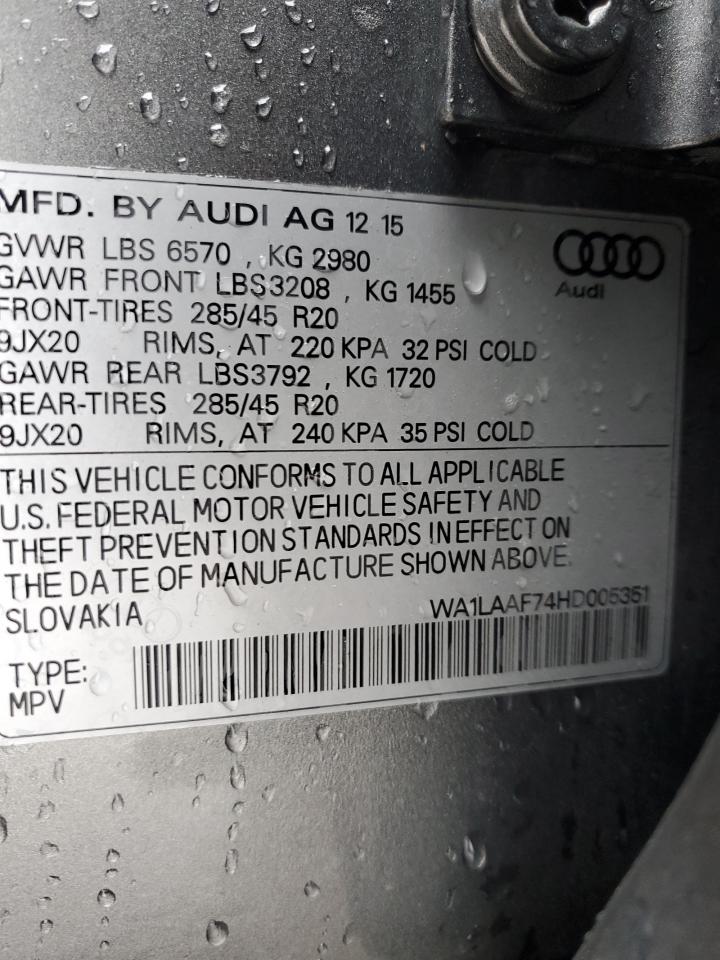 MFD. BY AUDI AG 12 15
GVWR LBS 6570 , KG 2980
GAWR FRONT LBS3208 , KG 1455
FRONT-TIRES 285/45 R20
9JX20 RIMS, AT 220 KPA 32 PSI COLD
GAWR REAR LBS3792 , KG 1720
REAR-TIRES 285/45 R20
9JX20 RIMS, AT 240 KPA 35 PSI COLD
Audi
THIS VEHICLE CONFORMS TO ALL APPLICABLE
U.S. FEDERAL MOTOR VEHICLE SAFETY AND
THEFT PREVENTION STANDARDS IN EFFECT ON
THE DATE OF MANUFACTURE SHOWN ABOVE.
SLOVAKIA
WA1LAAF74HD005351
TYPE:
MPV